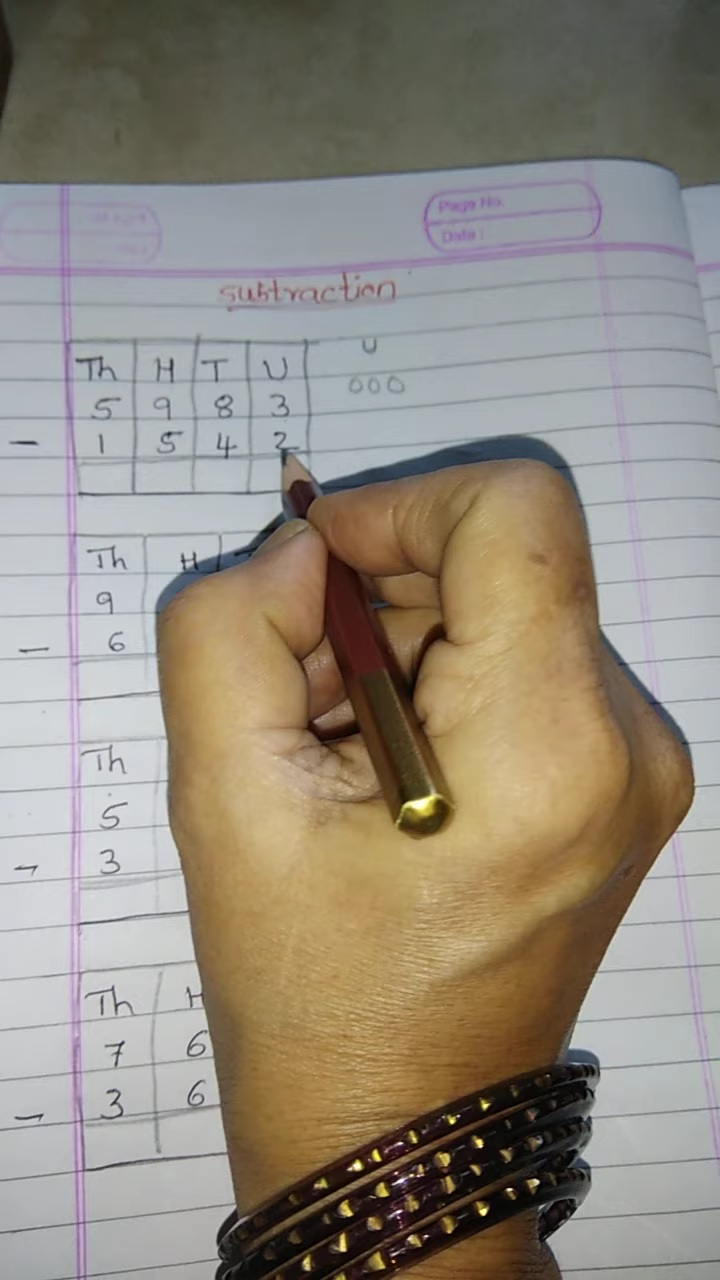 Page No.
Date :
subtraction
Th H T U U
5 9 8 3 000
- 1 5 4 2
Th H
9
- 6
Th
5
- 3
Th H
7 6
- 3 6